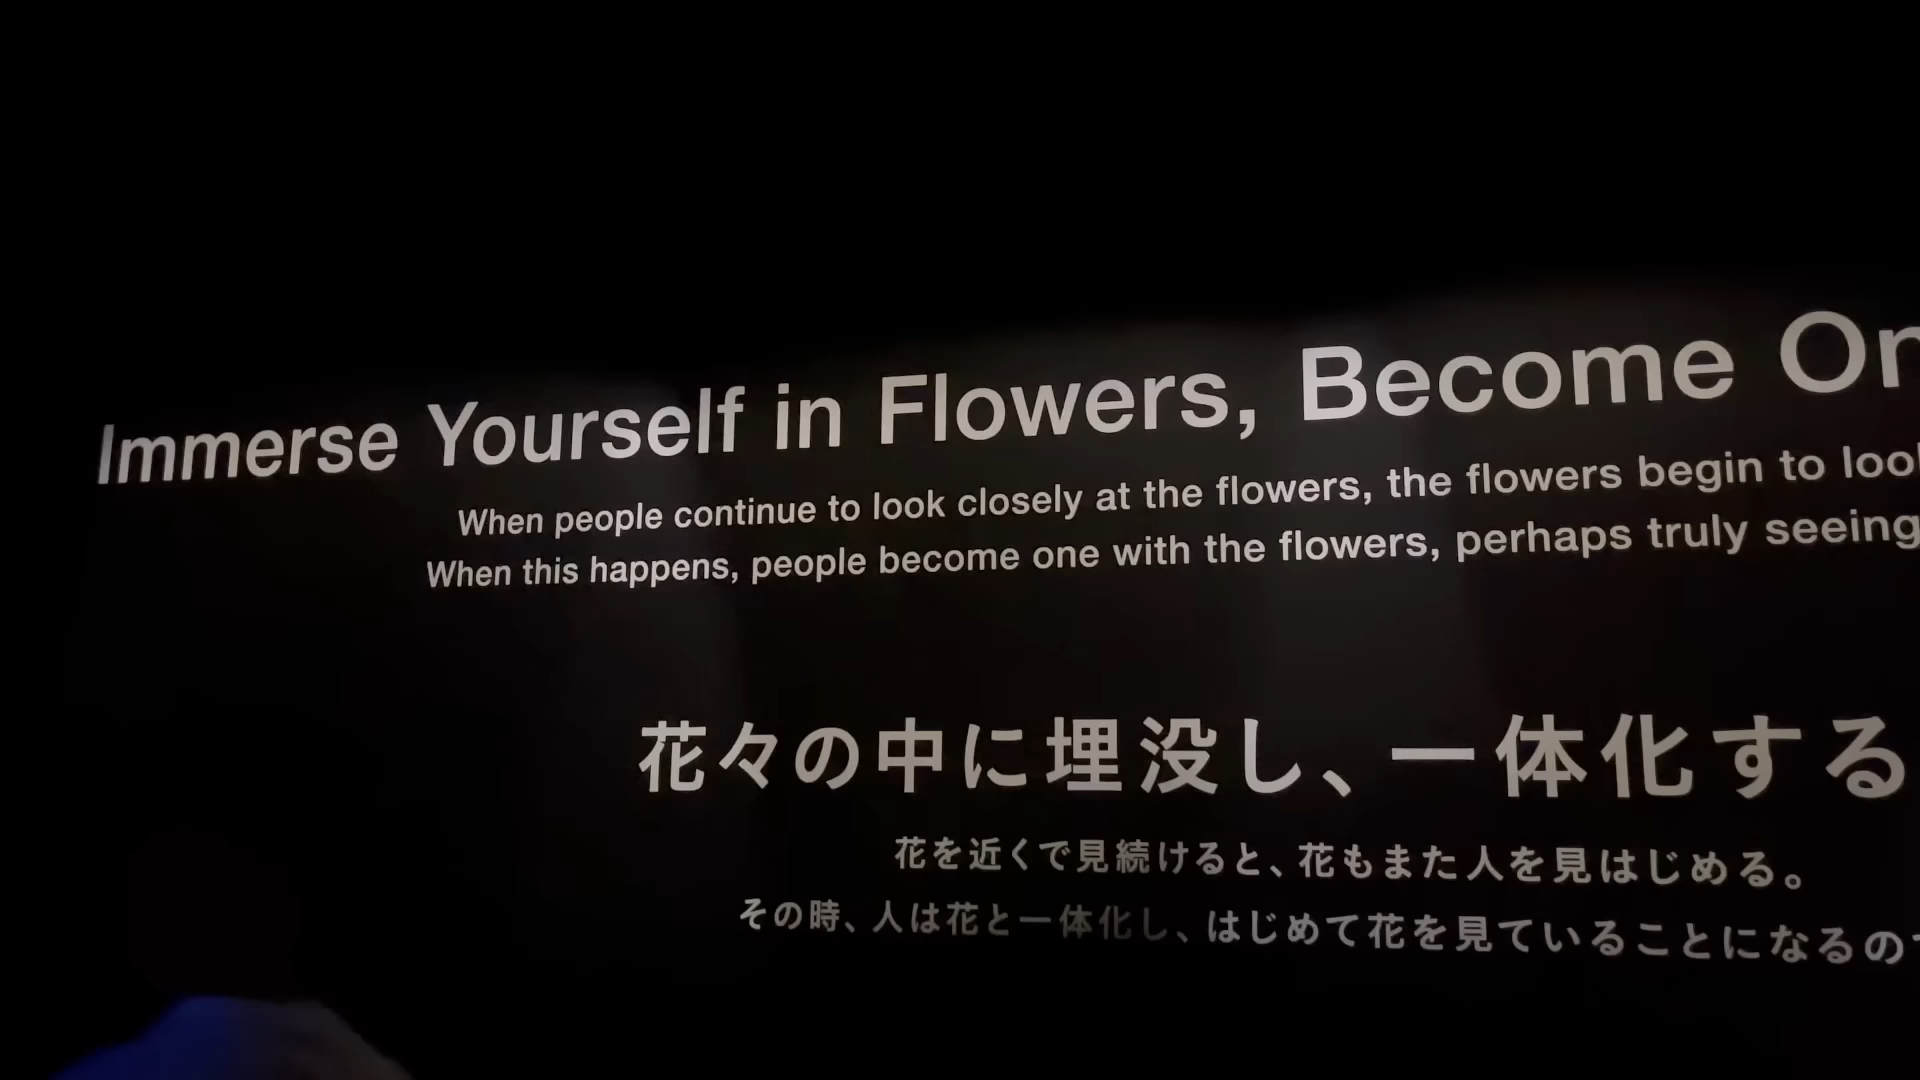 Immerse Yourself in Flowers, Become
When people continue to look closely at the flowers, the flowers begin to
When this happens, people become one with the flowers, perhaps truly seeing
花々の中に埋没し、一体化する
花を近くで見続けると、花もまた人を見はじめる。
その時、人は花と一体化し、はじめて花を見ていることになるの